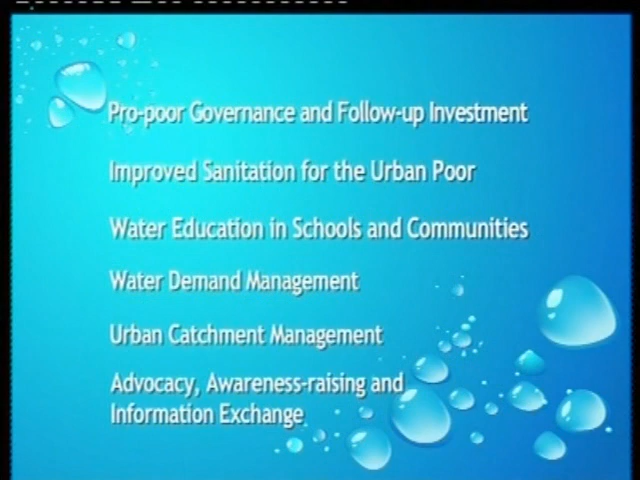 Pro-poor Governance and Follow-up Investment
Improved Sanitation for the Urban Poor
Water Education in Schools and Communities
Water Demand Management
Urban Catchment Management
Advocacy, Awareness-raising and
Information Exchange